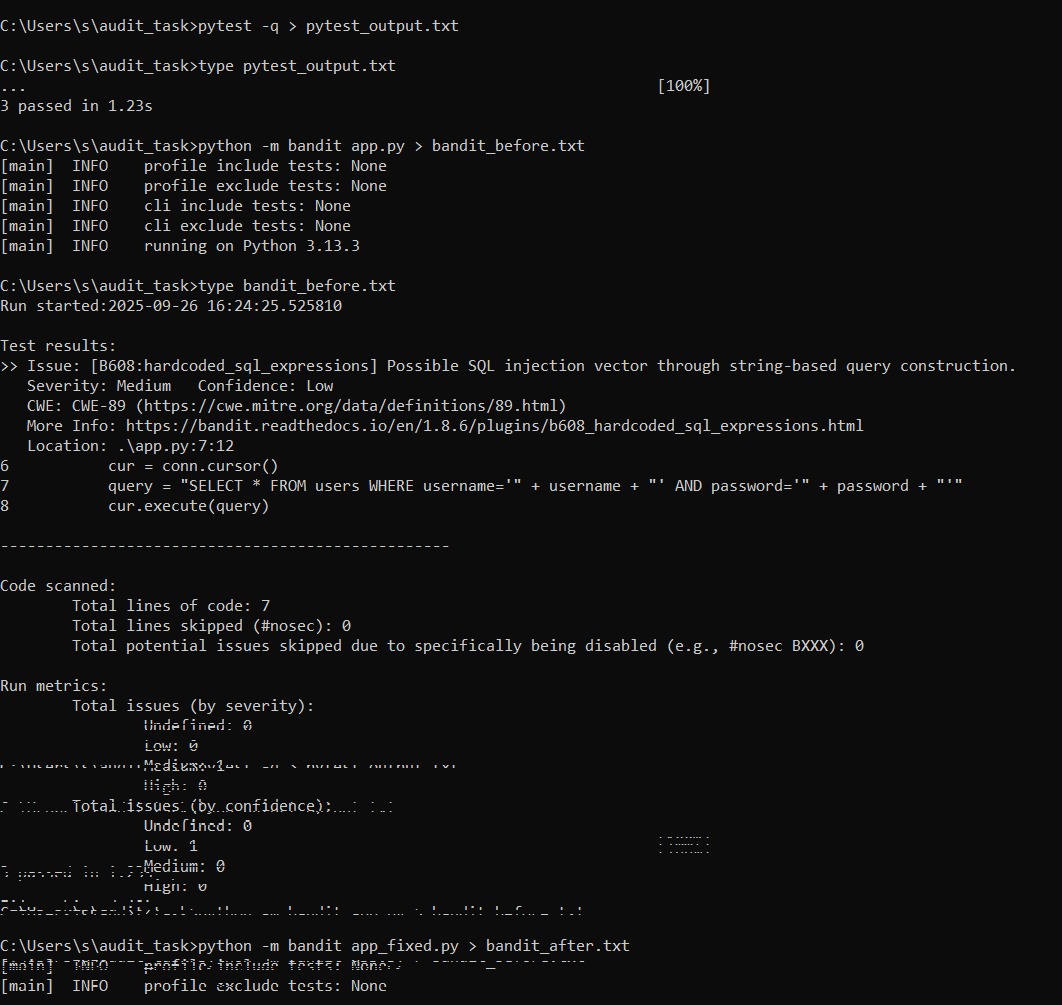 C:\Users\s\audit_task>pytest -q > pytest_output.txt
C:\Users\s\audit_task>type pytest_output.txt
... [100%]
3 passed in 1.23s
C:\Users\s\audit_task>python -m bandit app.py > bandit_before.txt
[main]  INFO    profile include tests: None
[main]  INFO    profile exclude tests: None
[main]  INFO    cli include tests: None
[main]  INFO    cli exclude tests: None
[main]  INFO    running on Python 3.13.3
C:\Users\s\audit_task>type bandit_before.txt
Run started:2025-09-26 16:24:25.525810
Test results:
>> Issue: [B608:hardcoded_sql_expressions] Possible SQL injection vector through string-based query construction.
   Severity: Medium   Confidence: Low
   CWE: CWE-89 (https://cwe.mitre.org/data/definitions/89.html)
   More Info: https://bandit.readthedocs.io/en/1.8.6/plugins/b608_hardcoded_sql_expressions.html
   Location: .\app.py:7:12
6           cur = conn.cursor()
7           query = "SELECT * FROM users WHERE username='" + username + "' AND password='" + password + "'"
8           cur.execute(query)
--------------------------------------------------
Code scanned:
        Total lines of code: 7
        Total lines skipped (#nosec): 0
        Total potential issues skipped due to specifically being disabled (e.g., #nosec BXXX): 0
Run metrics:
        Total issues (by severity):
                Undefined: 0
                Low: 0
                Medium: 1
                High: 0
        Total issues (by confidence):
                Undefined: 0
                Low: 1
                Medium: 0
                High: 0
C:\Users\s\audit_task>python -m bandit app_fixed.py > bandit_after.txt
[main]  INFO    profile include tests: None
[main]  INFO    profile exclude tests: None